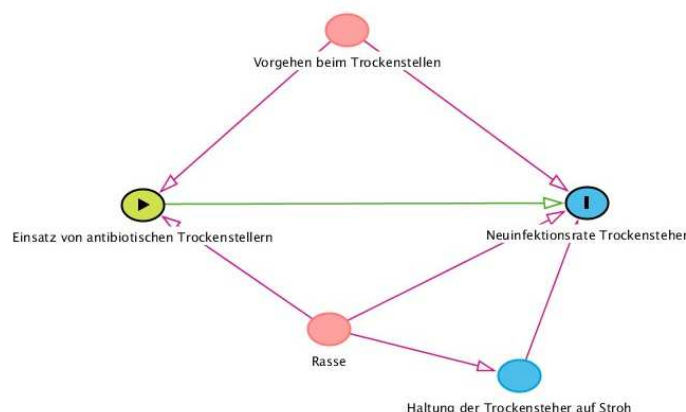 Vorgehen beim Trockenstellen
Einsatz von antibiotischen Trockenstellern
Neuinfektionsrate Trockensteher
Rasse
Haltung der Trockensteher auf Stroh